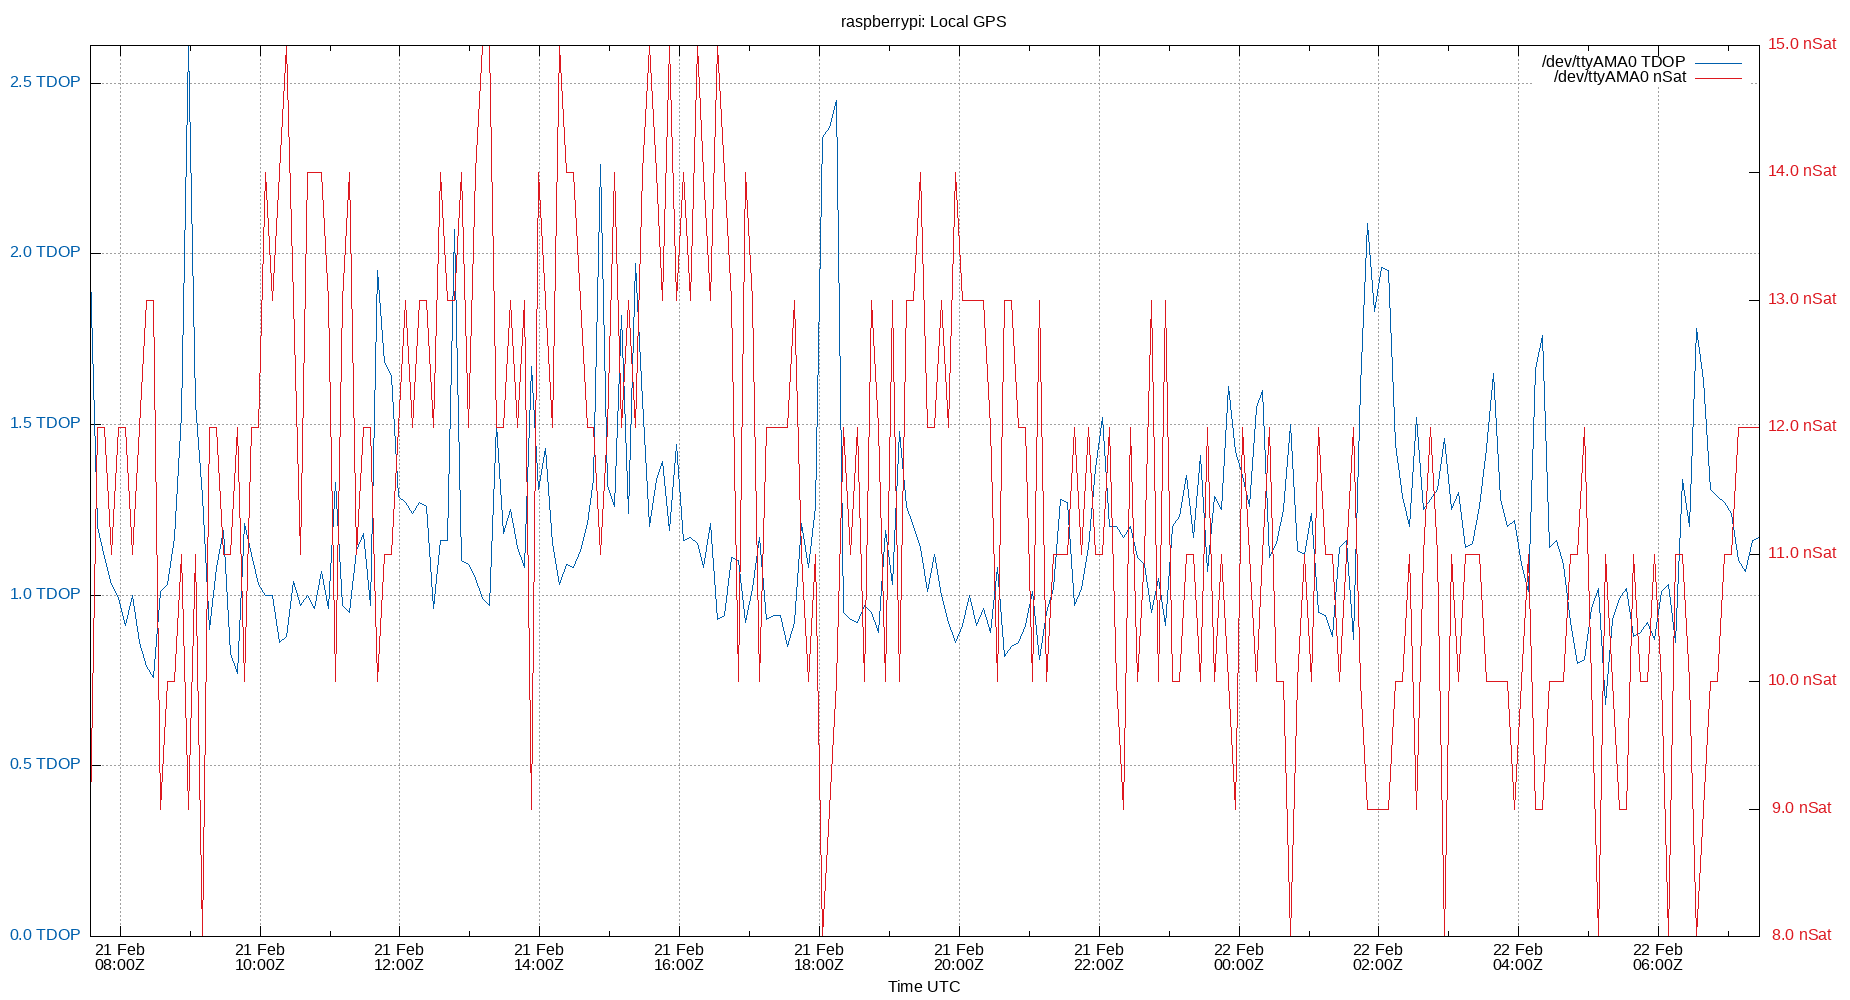 raspberrypi: Local GPS
15.0 nSat
/dev/ttyAMA0 TDOP
/dev/ttyAMA0 nSat
2.5 TDOP
14.0 nSat
2.0 TDOP
13.0 nSat
1.5 TDOP
12.0 nSat
11.0 nSat
1.0 TDOP
10.0 nSat
0.5 TDOP
9.0 nSat
0.0 TDOP
8.0 nSat
21 Feb 21 Feb 21 Feb 21 Feb 21 Feb 21 Feb 21 Feb 21 Feb 22 Feb 22 Feb 22 Feb 22 Feb
08:00Z 10:00Z 12:00Z 14:00Z 16:00Z 18:00Z 20:00Z 22:00Z 00:00Z 02:00Z 04:00Z 06:00Z
Time UTC